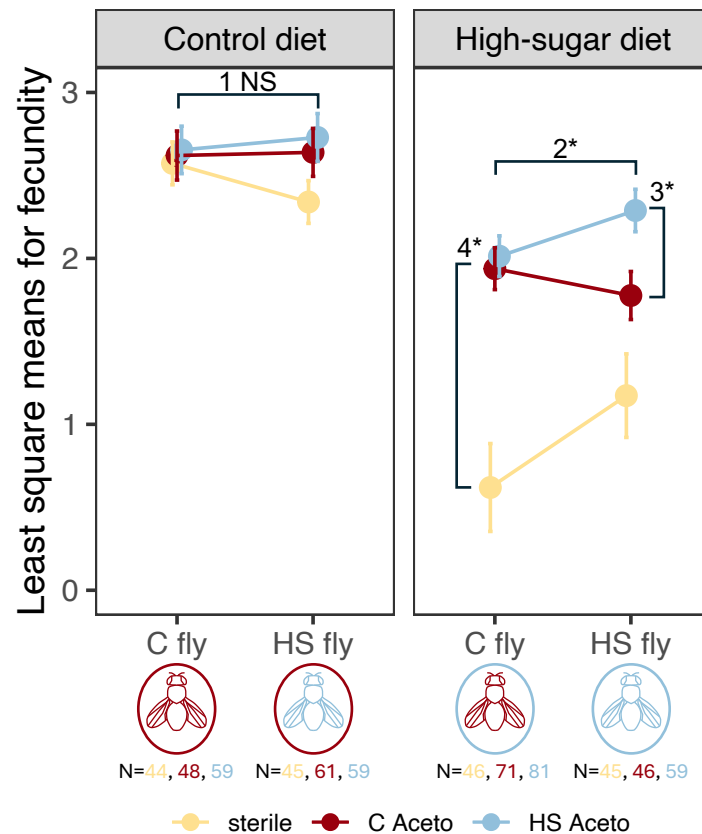 Control diet
High-sugar diet
Least square means for fecundity
3
2
1
0
1 NS
2*
3*
4*
C fly
HS fly
C fly
HS fly
N=44, 48, 59
N=45, 61, 59
N=46, 71, 81
N=45, 46, 59
sterile
C Aceto
HS Aceto